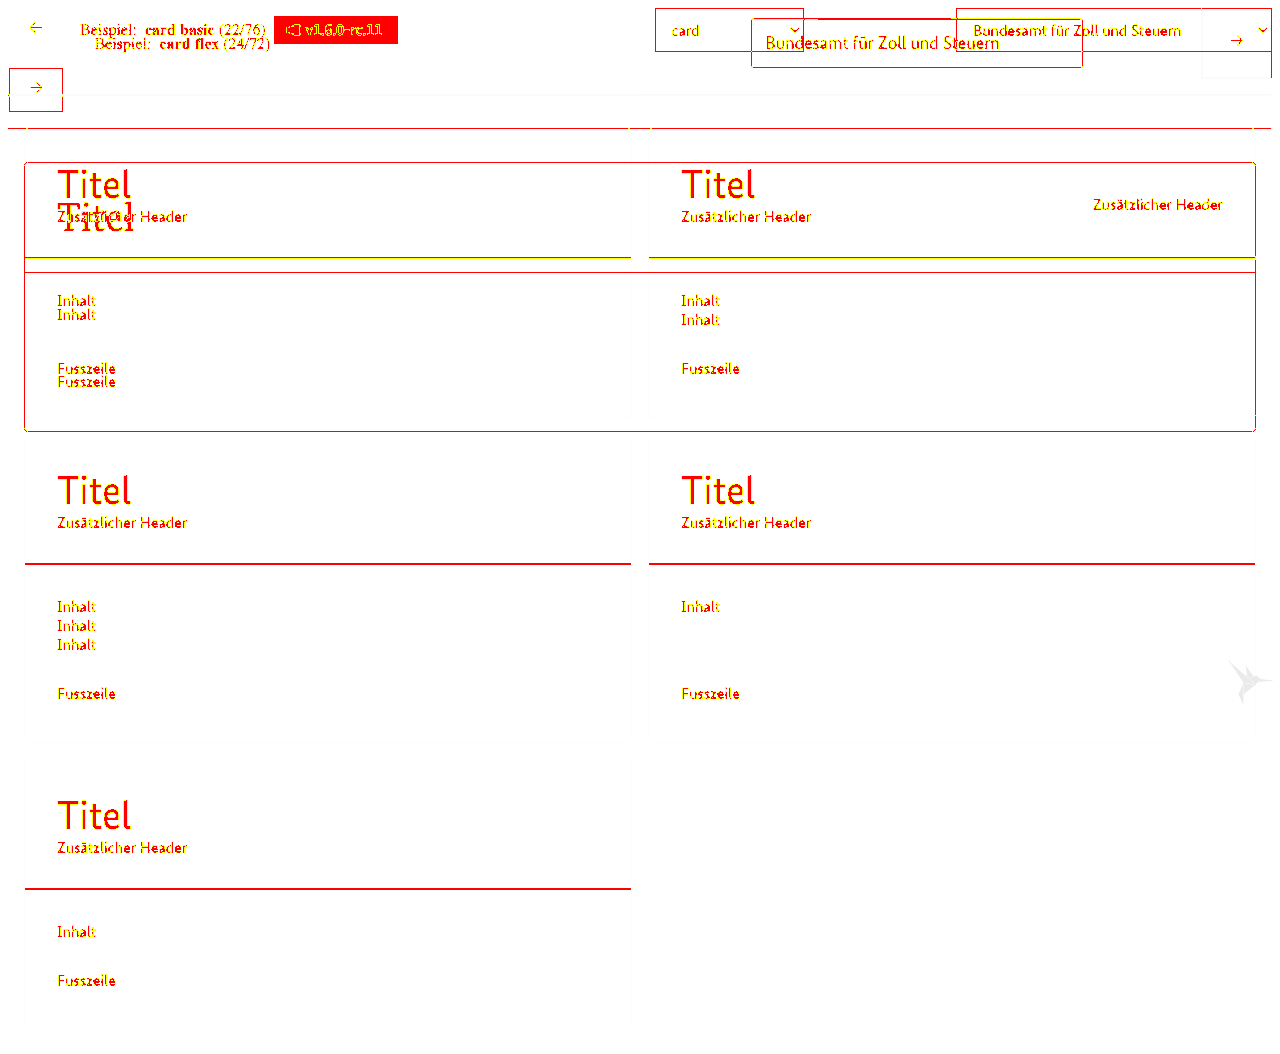 ← Beispiel: card basic (22/76) v1.6.0-rc.11 card Bundesamt für Zoll und Steuern
Beispiel: card flex (24/72) Bundesamt für Zoll und Steuern →
→
Titel Titel
Zusätzlicher Header
Titel
Zusätzlicher Header Zusätzlicher Header
Inhalt Inhalt
Inhalt Inhalt
Fusszeile Fusszeile
Fusszeile
Titel Titel
Zusätzlicher Header Zusätzlicher Header
Inhalt Inhalt
Inhalt
Inhalt
Fusszeile Fusszeile
Titel
Zusätzlicher Header
Inhalt
Fusszeile